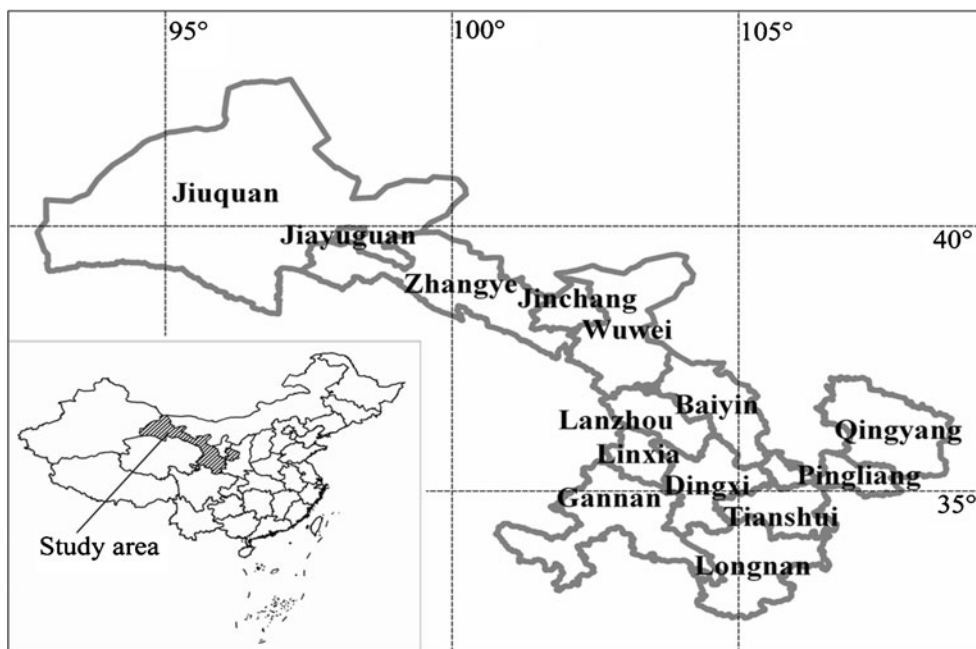 95°
100°
105°
Jiuquan
40°
Jiayuguan
Zhangye
Jinchang
Wuwei
Lanzhou
Baiyin
Qingyang
Linxia
Pingliang
Gannan
Dingxi
35°
Tianshui
Study area
Longnan